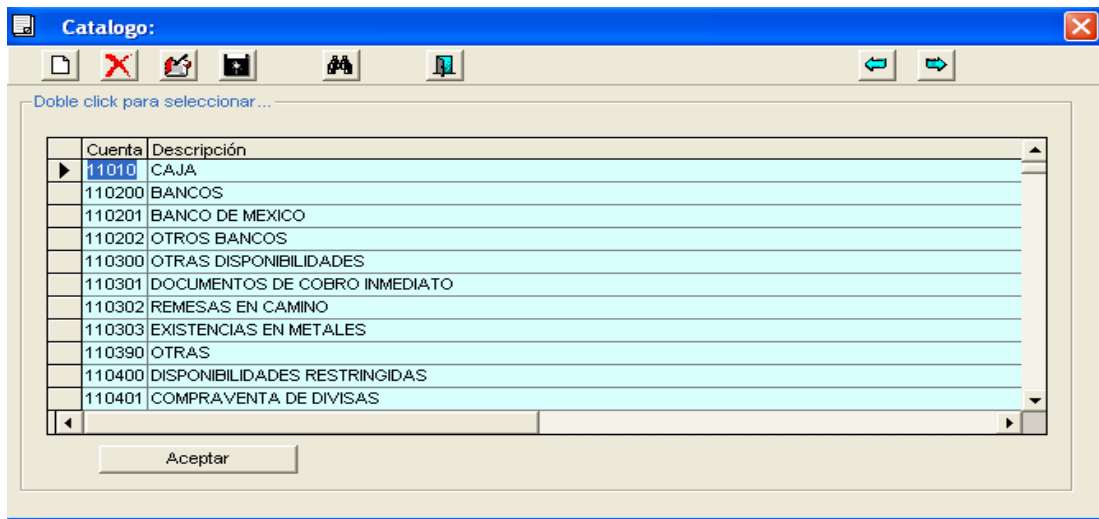 Catalogo:
Doble click para seleccionar...
Cuenta Descripción
11010 CAJA
110200 BANCOS
110201 BANCO DE MEXICO
110202 OTROS BANCOS
110300 OTRAS DISPONIBILIDADES
110301 DOCUMENTOS DE COBRO INMEDIATO
110302 REMESAS EN CAMINO
110303 EXISTENCIAS EN METALES
110390 OTRAS
110400 DISPONIBILIDADES RESTRINGIDAS
110401 COMPRAVENTA DE DIVISAS
Aceptar